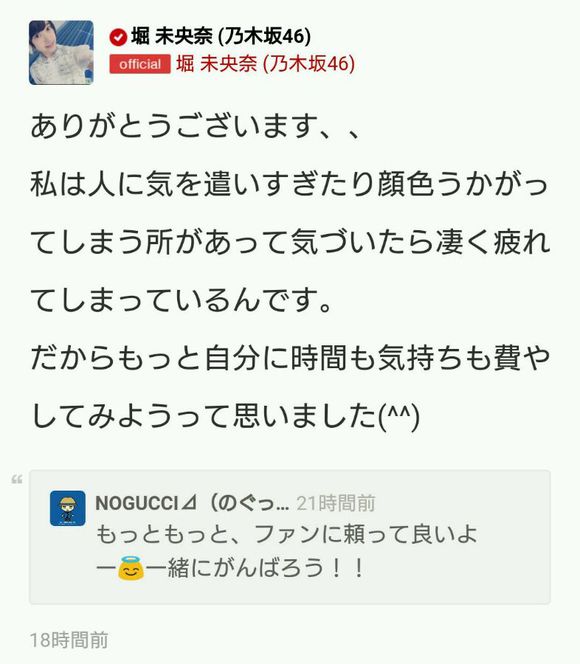 堀 未央奈 (乃木坂46)
official 堀 未央奈 (乃木坂46)
ありがとうございます、、
私は人に気を遣いすぎたり顔色うかがっ
てしまう所があって気づいたら凄く疲れ
てしまっているんです。
だからもっと自分に時間も気持ちも費や
してみようって思いました(^^)
“
NOGUCCI⊿（のぐっ... 21時間前
もっともっと、ファンに頼って良いよ
ー😇一緒にがんばろう！！
18時間前